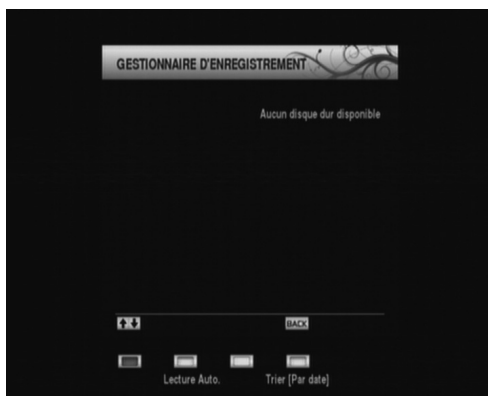 GESTIONNAIRE D'ENREGISTREMENT
Aucun disque dur disponible
BACK
Lecture Auto.
Trier [Par date]